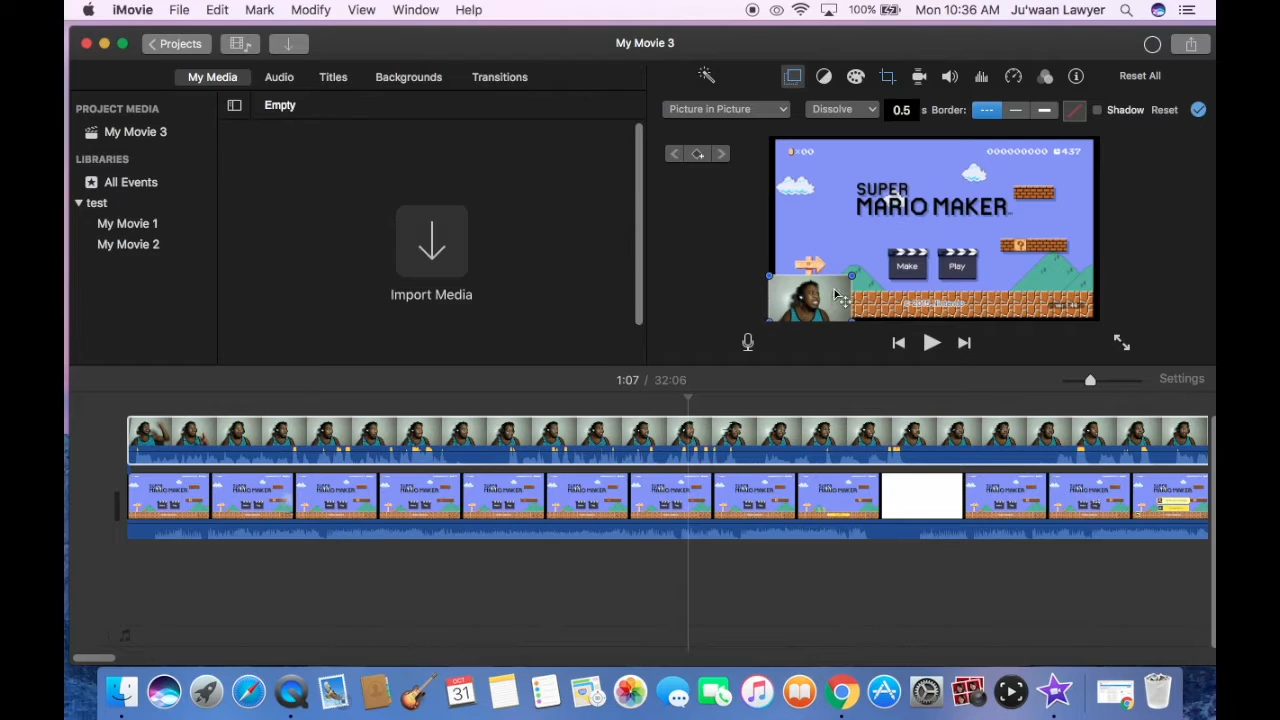 iMovie File Edit Mark Modify View Window Help 100% Mon 10:36 AM Ju'waan Lawyer
Projects My Movie 3
My Media Audio Titles Backgrounds Transitions Reset All
PROJECT MEDIA
My Movie 3
LIBRARIES
All Events
test
My Movie 1
My Movie 2
Empty
Import Media
Picture in Picture Dissolve 0.5 s Border: Shadow Reset
SUPER
MARIO MAKER
Make Play
1:07 / 32:06 Settings
OCT
31